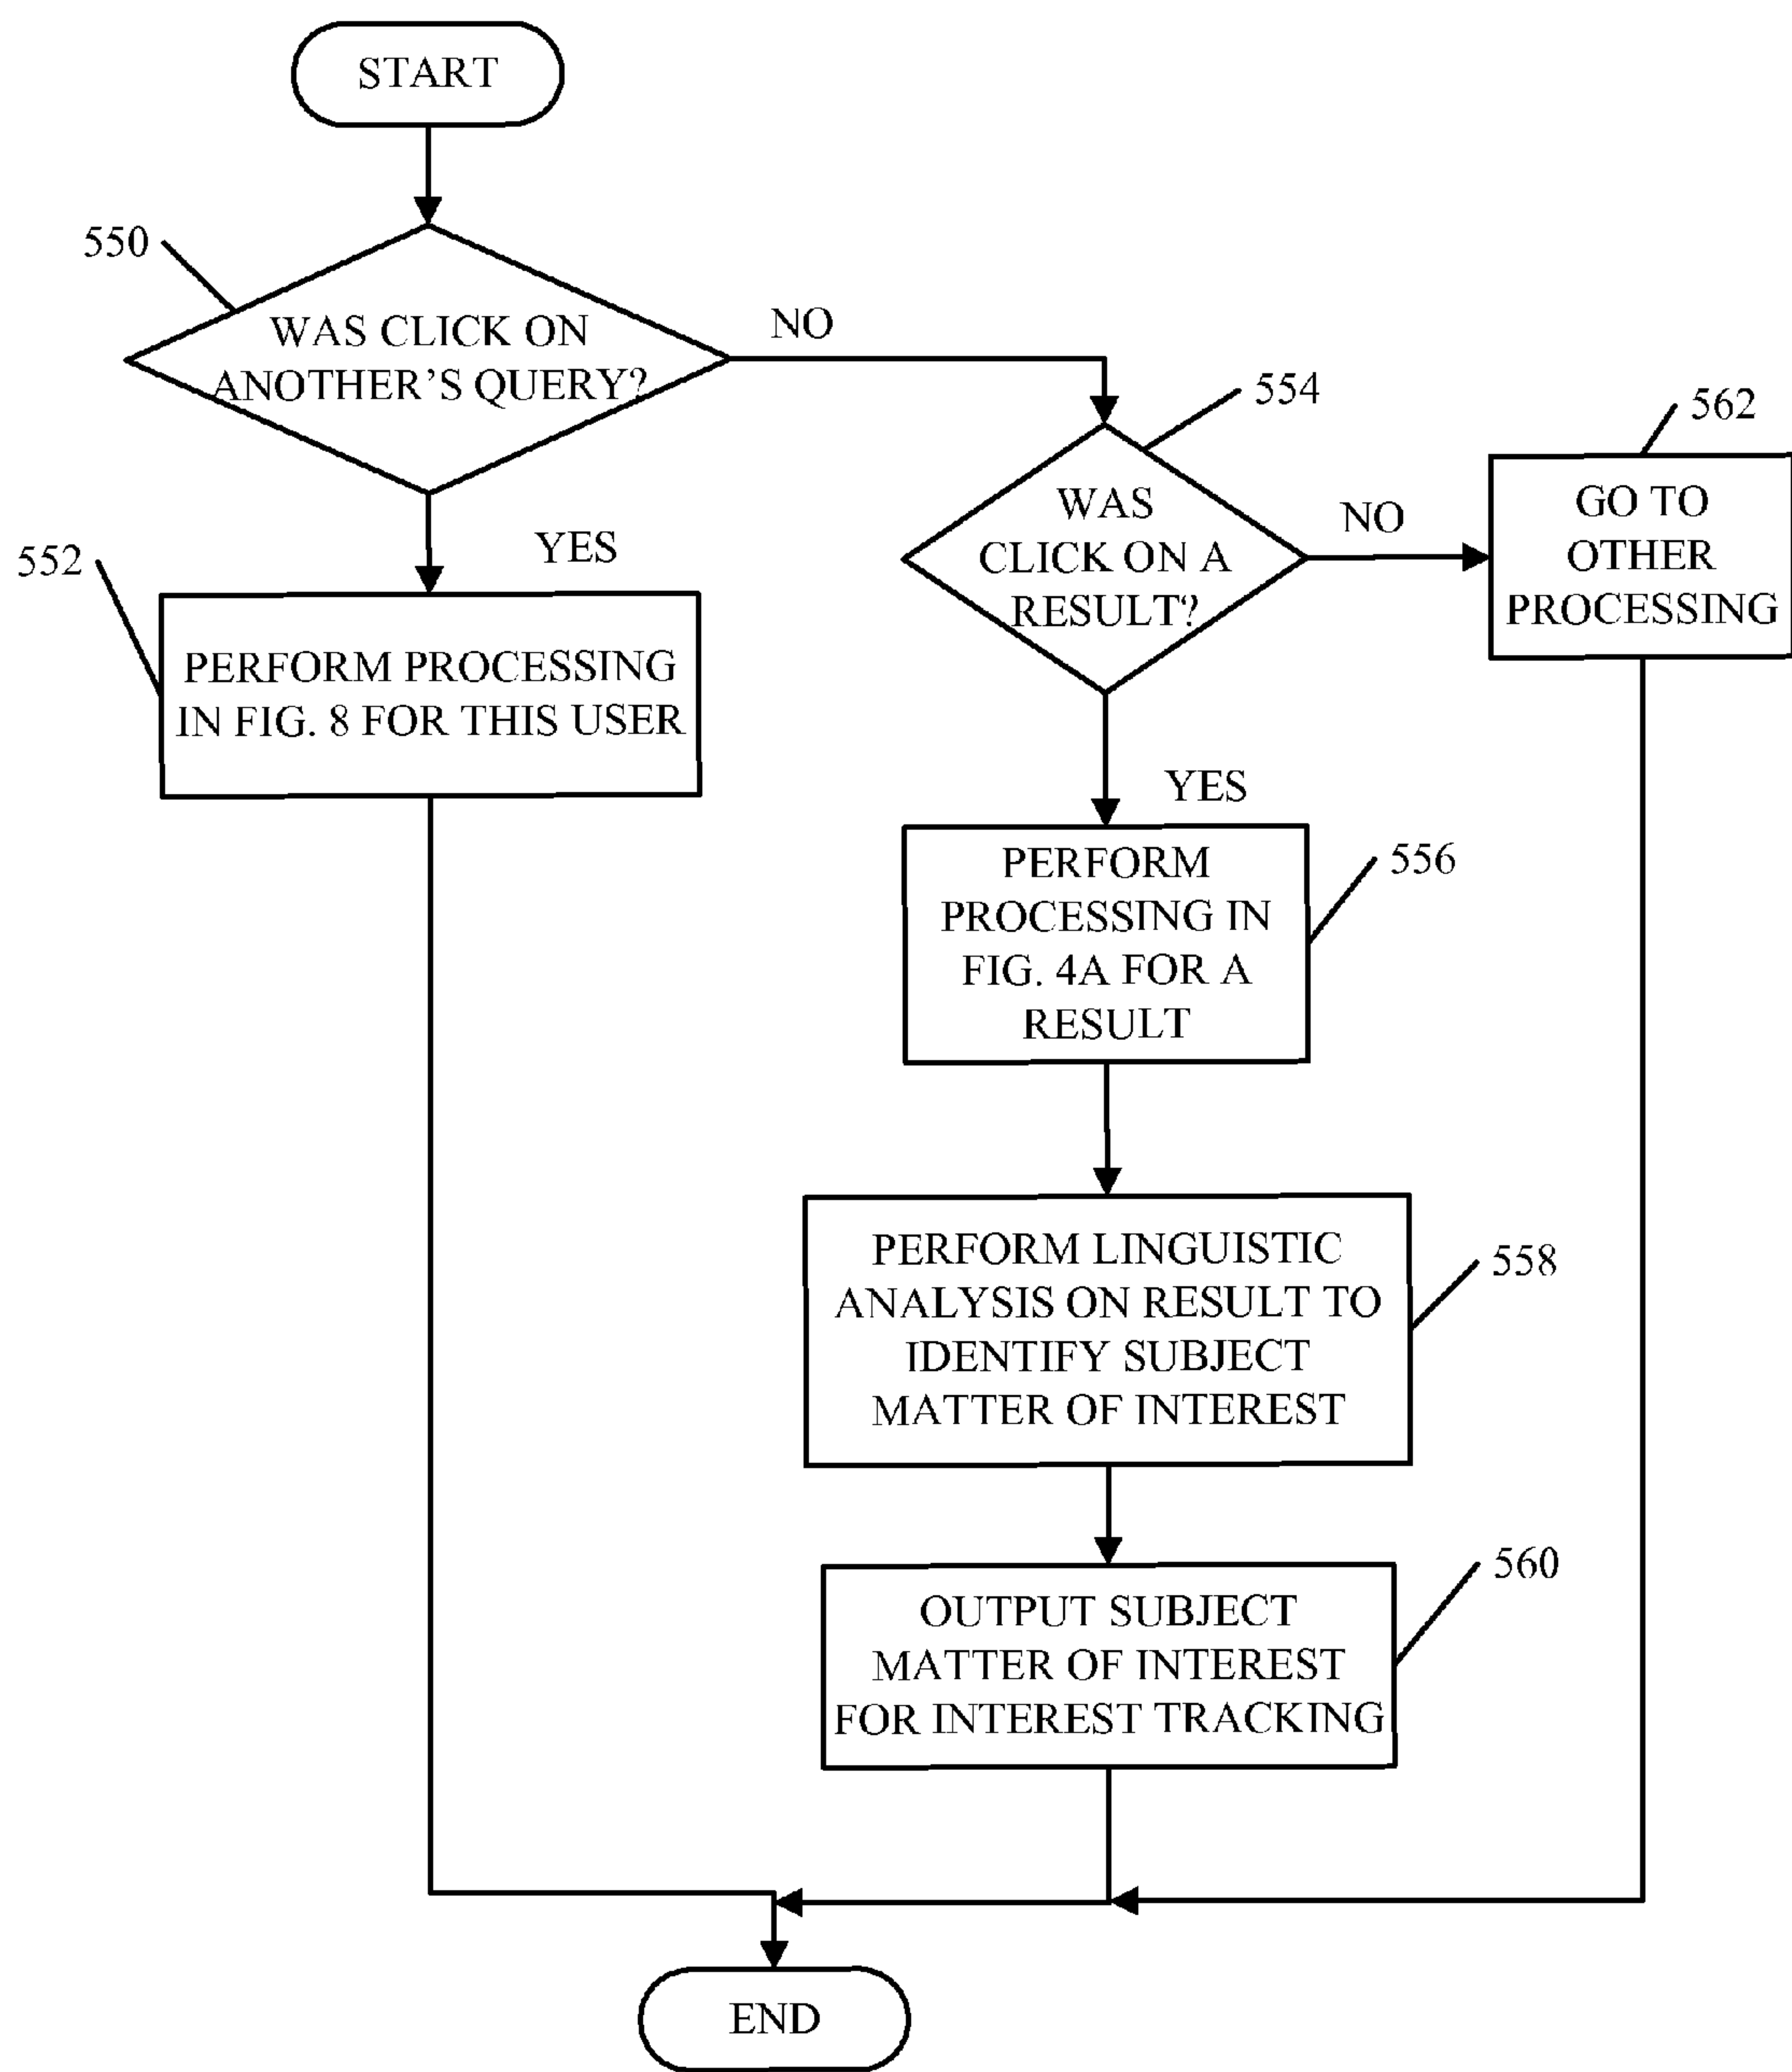 START
550
WAS CLICK ON
ANOTHER'S QUERY?
NO
YES
552
PERFORM PROCESSING
IN FIG. 8 FOR THIS USER
554
WAS
CLICK ON A
RESULT?
NO
562
GO TO
OTHER
PROCESSING
YES
556
PERFORM
PROCESSING IN
FIG. 4A FOR A
RESULT
558
PERFORM LINGUISTIC
ANALYSIS ON RESULT TO
IDENTIFY SUBJECT
MATTER OF INTEREST
560
OUTPUT SUBJECT
MATTER OF INTEREST
FOR INTEREST TRACKING
END